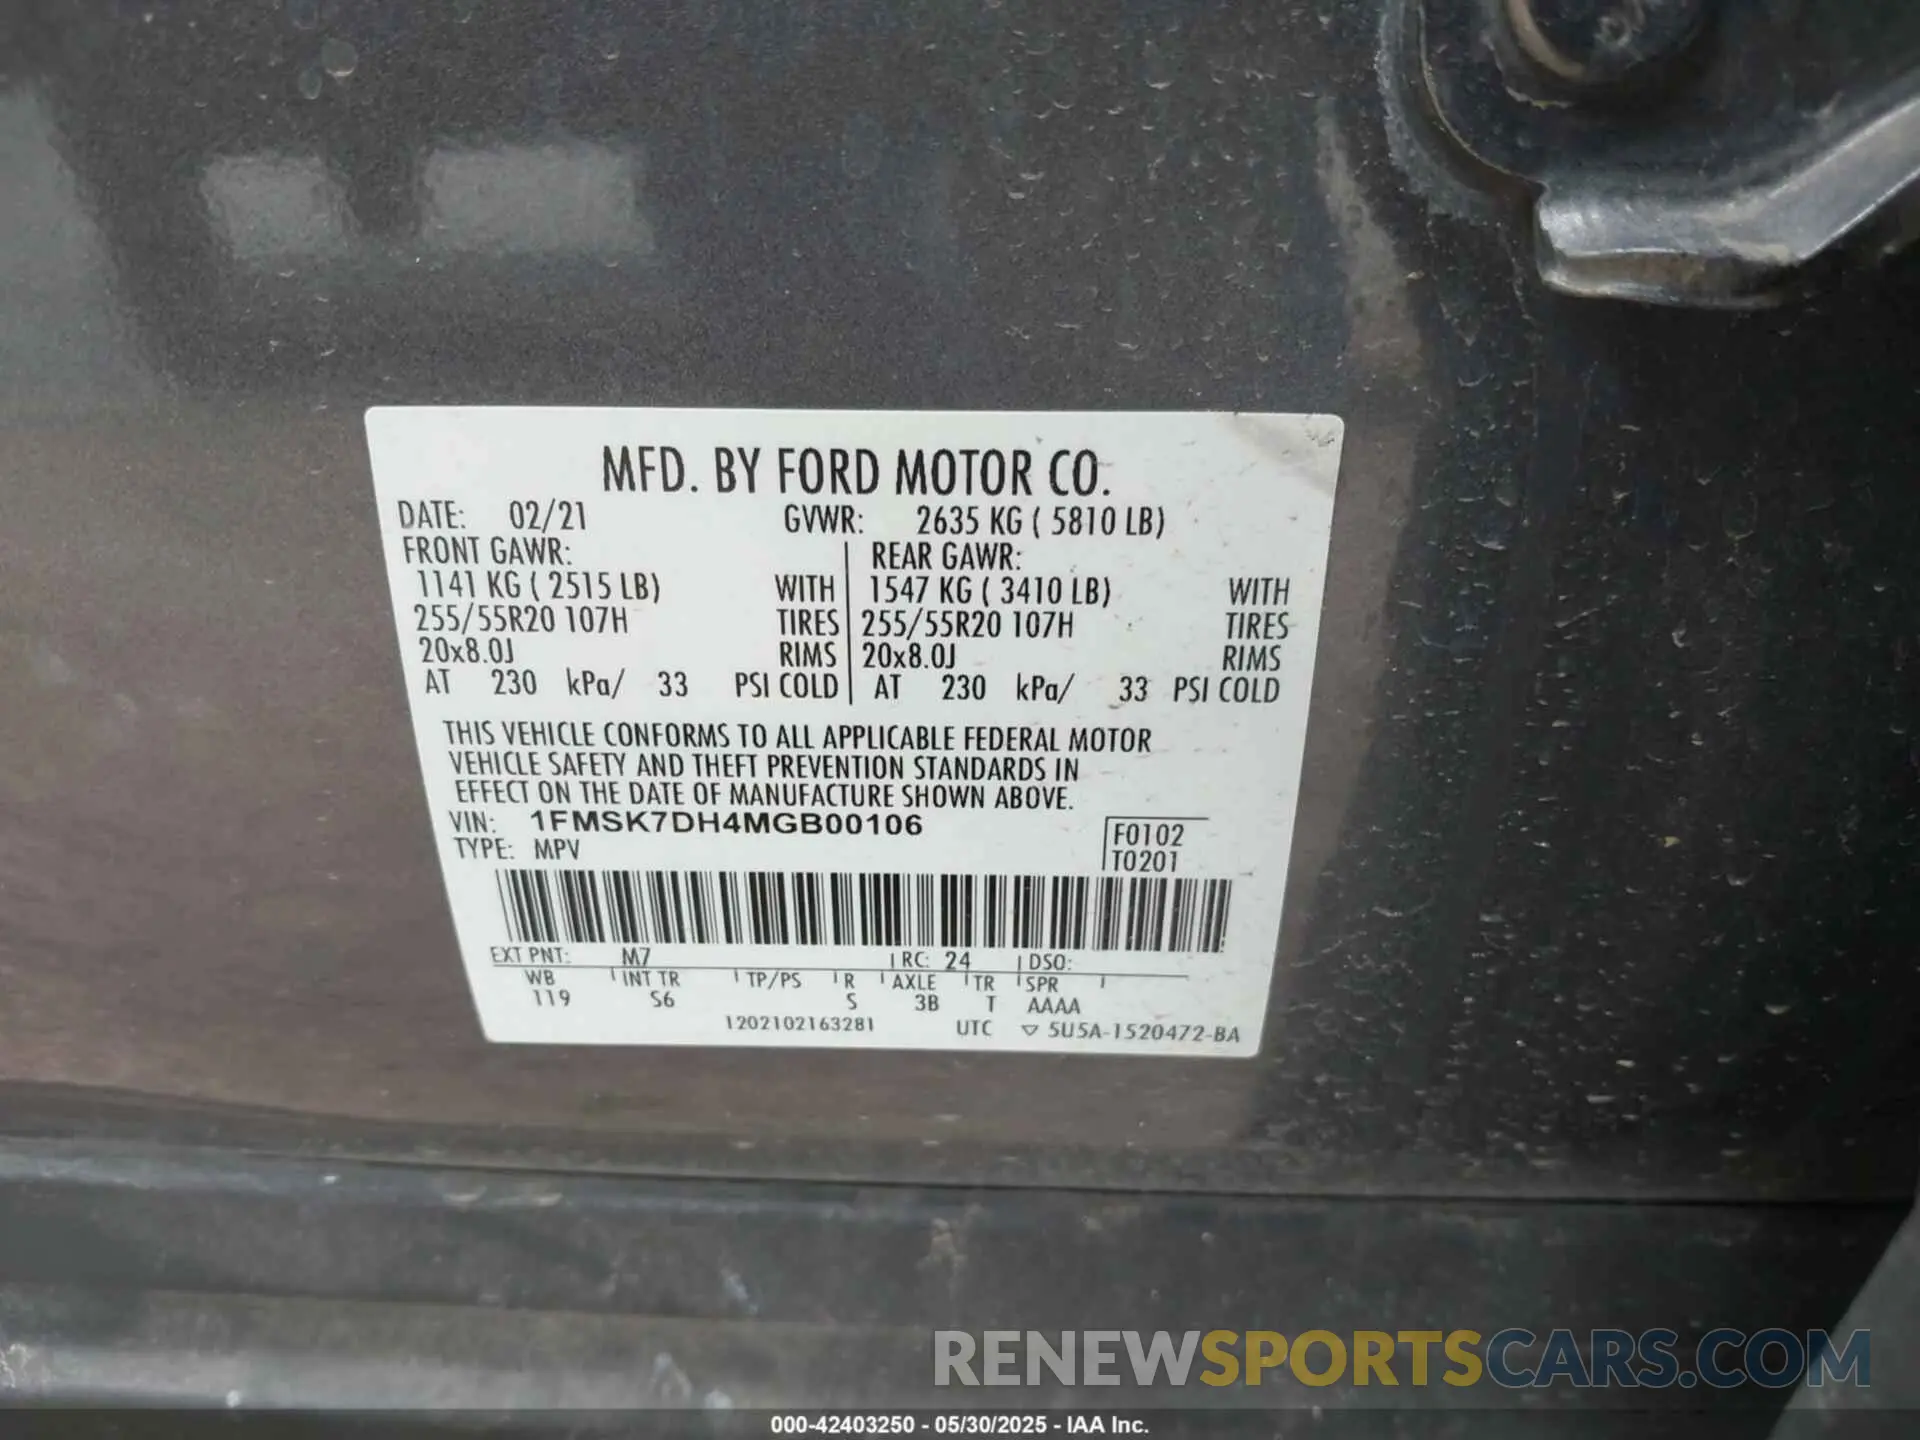 MFD. BY FORD MOTOR CO.
DATE: 02/21 GVWR: 2635 KG ( 5810 LB)
FRONT GAWR: REAR GAWR:
1141 KG ( 2515 LB) WITH 1547 KG ( 3410 LB) WITH
255/55R20 107H TIRES 255/55R20 107H TIRES
20x8.0J RIMS 20x8.0J RIMS
AT 230 kPa/ 33 PSI COLD AT 230 kPa/ 33 PSI COLD
THIS VEHICLE CONFORMS TO ALL APPLICABLE FEDERAL MOTOR
VEHICLE SAFETY AND THEFT PREVENTION STANDARDS IN
EFFECT ON THE DATE OF MANUFACTURE SHOWN ABOVE.
VIN: 1FMSK7DH4MGB00106
F0102
TYPE: MPV
T0201
EXT PNT: M7 RC: 24 DSO:
WB INT TR TP/PS R AXLE TR SPR
119 S6 S 3B T AAAA
1202102163281 UTC ▽ 5U5A-1520472-BA
RENEWSPORTSCARS.COM
000-42403250 - 05/30/2025 - IAA Inc.